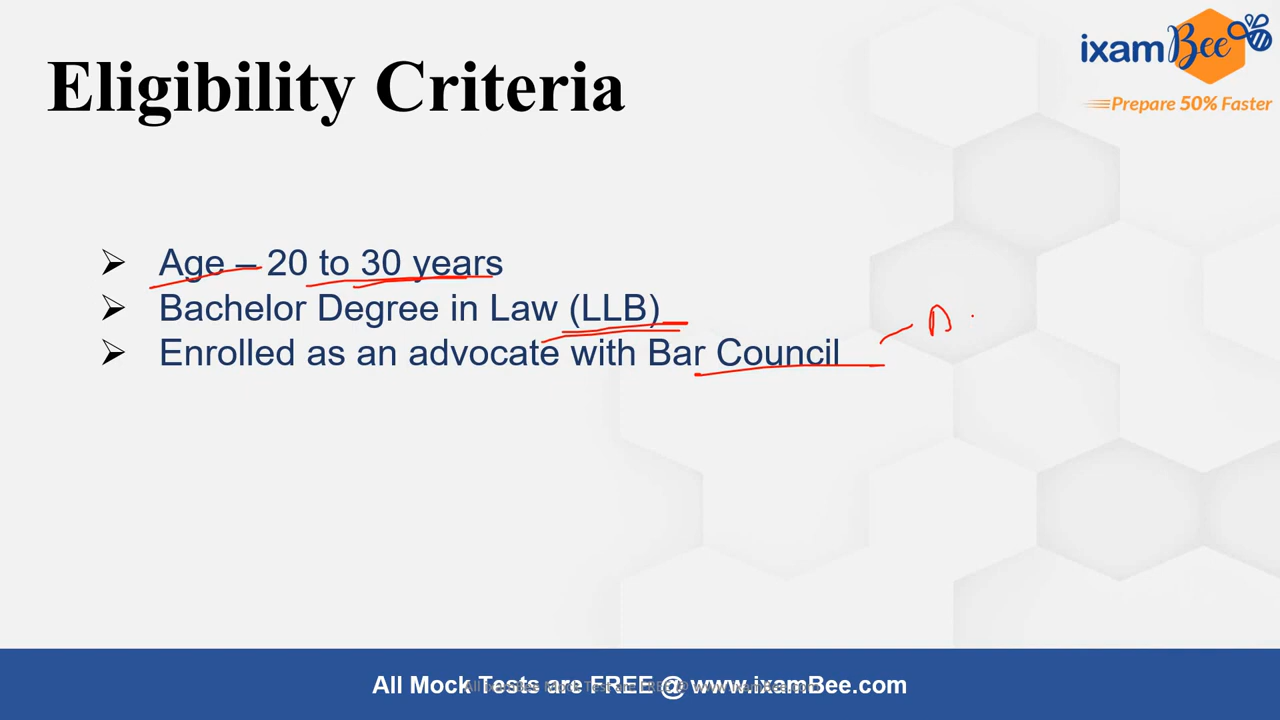 ixamBee
Prepare 50% Faster
Eligibility Criteria
➢ Age – 20 to 30 years
➢ Bachelor Degree in Law (LLB)
➢ Enrolled as an advocate with Bar Council
All Mock Tests are FREE @ www.ixamBee.com